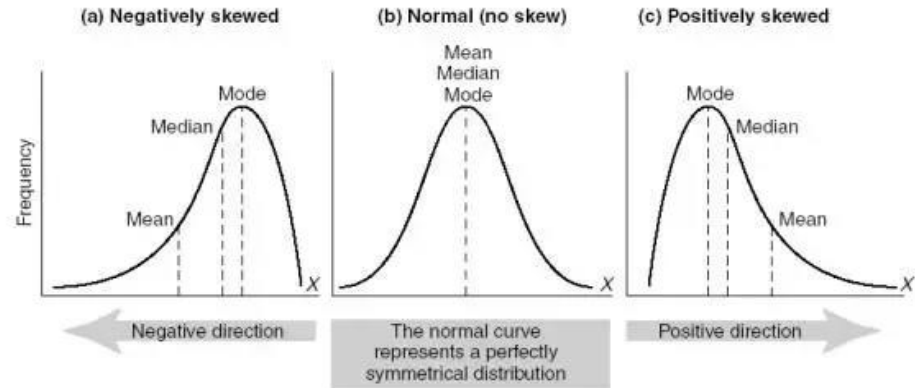 (a) Negatively skewed
(b) Normal (no skew)
(c) Positively skewed
Frequency
Mode
Median
Mean
X
Mean
Median
Mode
X
Mode
Median
Mean
X
Negative direction
The normal curve
represents a perfectly
symmetrical distribution
Positive direction